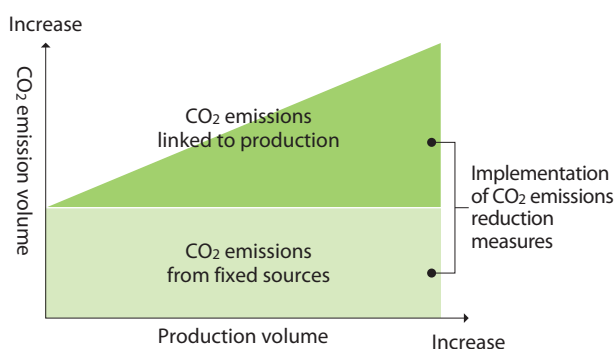 Increase
CO2 emission volume
CO2 emissions
linked to production
Implementation
of CO2 emissions
reduction
measures
CO2 emissions
from fixed sources
Production volume
Increase